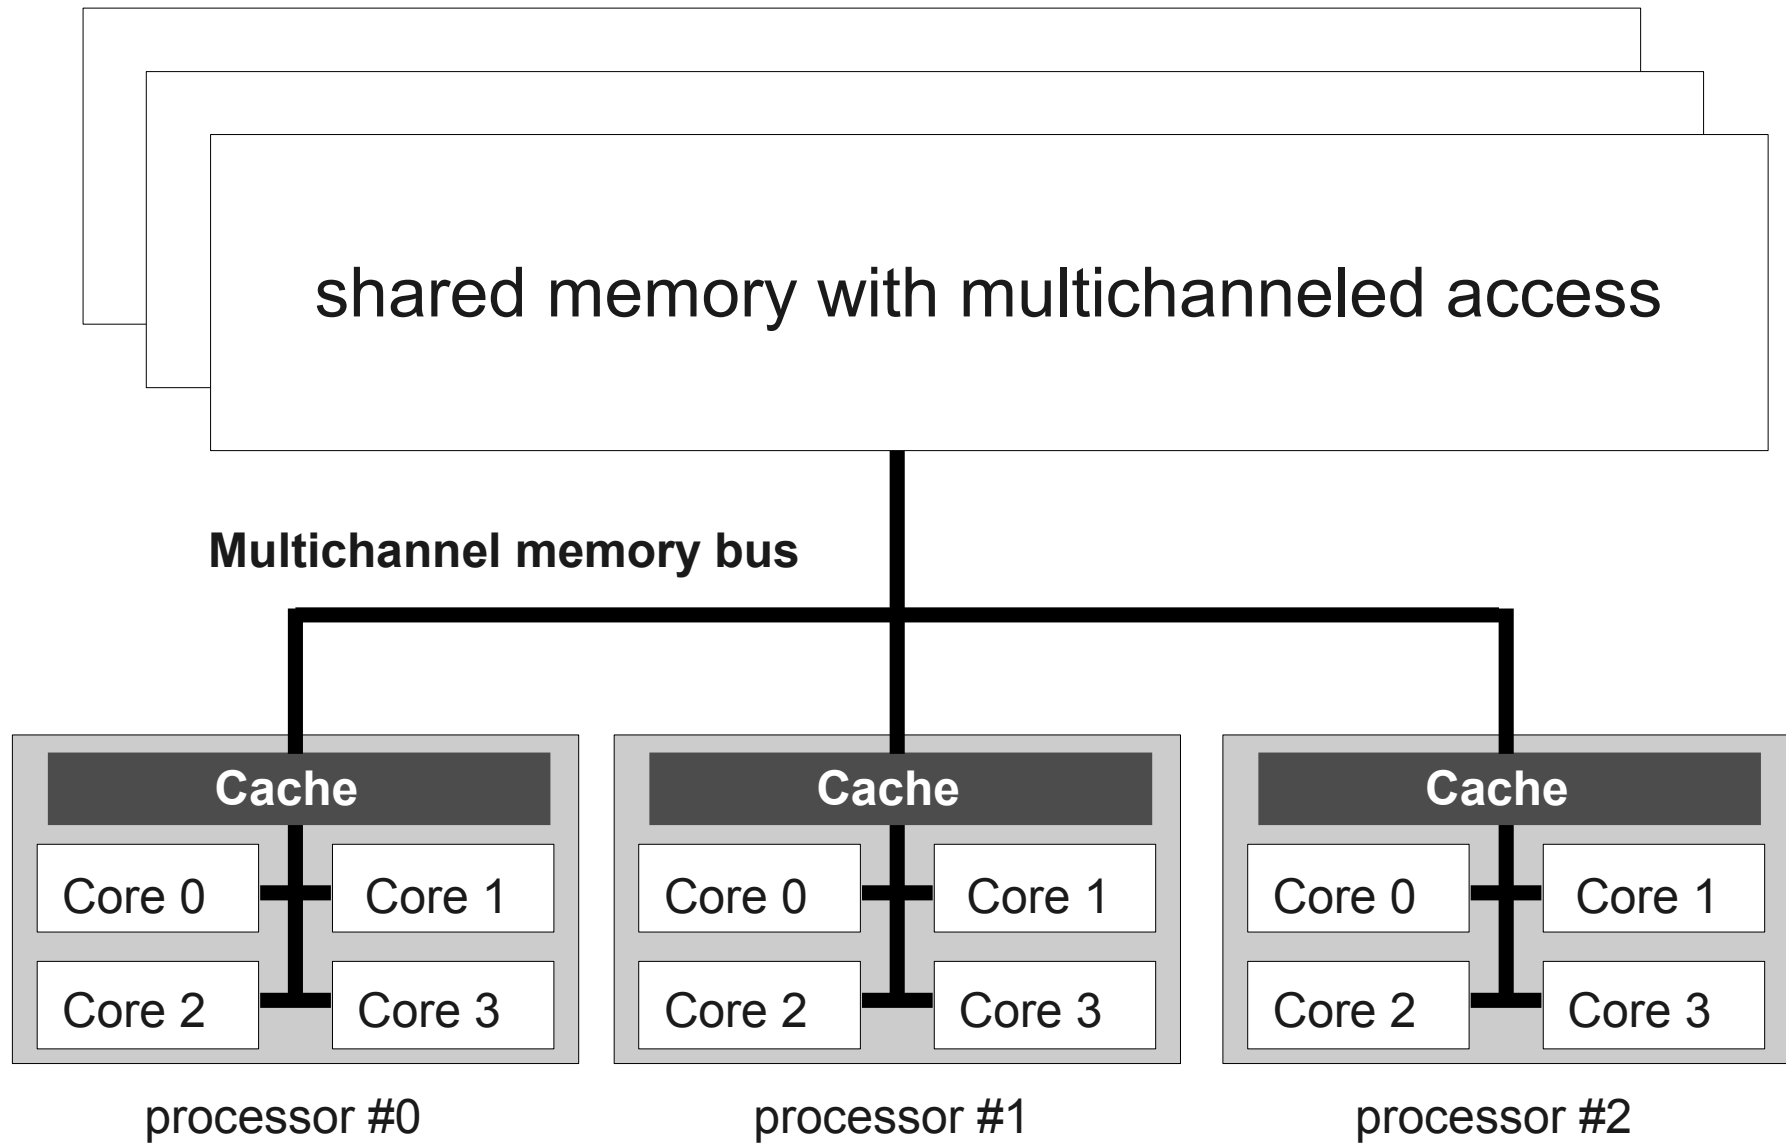 shared memory with multichanneled access
Multichannel memory bus
Cache
Core 0
Core 1
Core 2
Core 3
processor #0
Cache
Core 0
Core 1
Core 2
Core 3
processor #1
Cache
Core 0
Core 1
Core 2
Core 3
processor #2